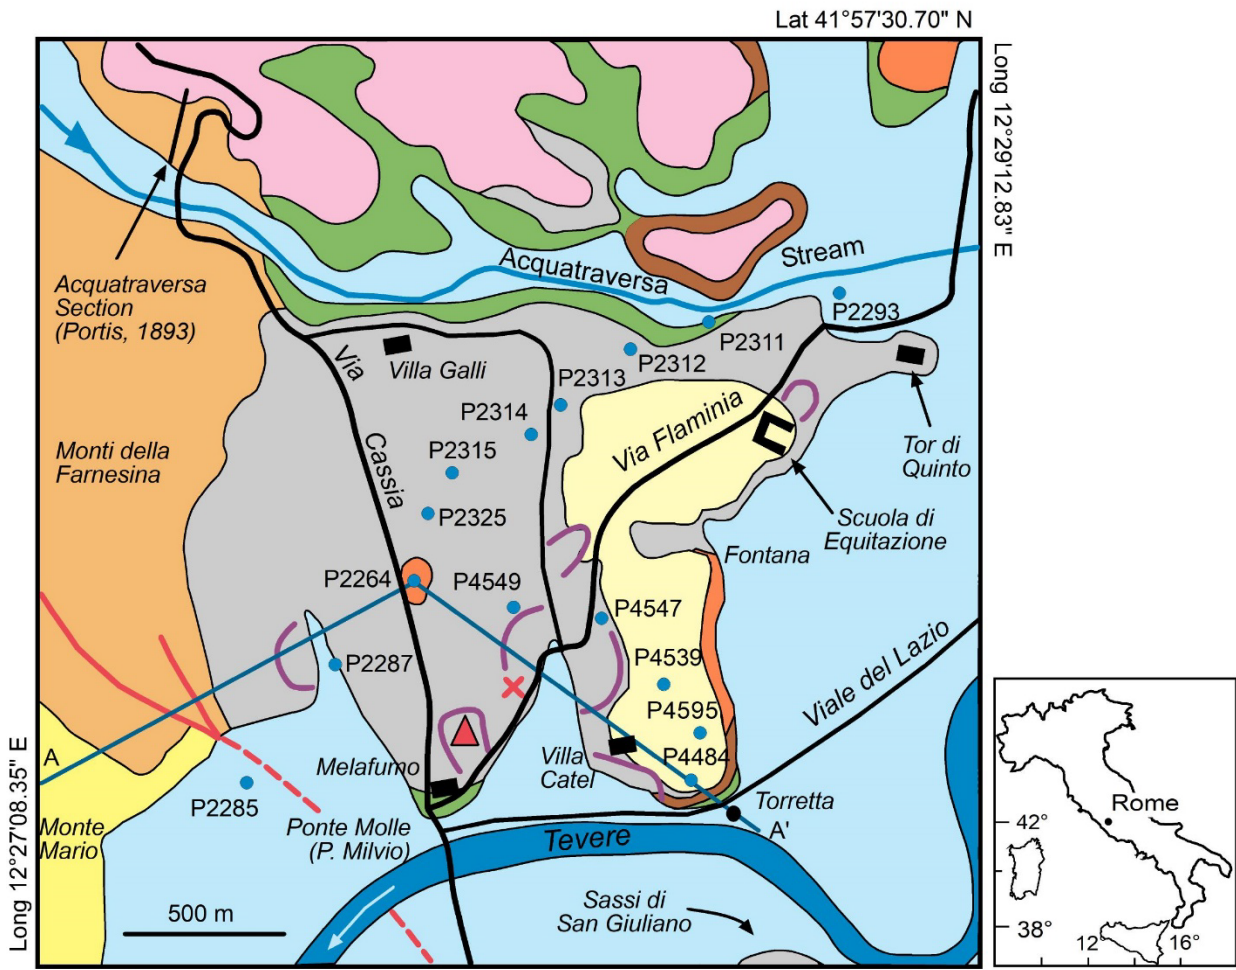 Lat 41°57'30.70" N
Long 12°29'12.83" E
Acquatraversa
Section
(Portis, 1893)
Acquatraversa
Stream
P2293
P2311
P2312
Via
Villa Galli
P2313
P2314
Via Flaminia
Tor di
Quinto
Cassia
Monti della
Farnesina
P2315
P2325
Scuola di
Equitazione
Fontana
P2264
P4549
P4547
P2287
P4539
P4595
Viale del Lazio
A
Melafumo
Villa
Catel
P4484
P2285
Torretta
A'
Monte
Mario
Ponte Molle
(P. Milvio)
Tevere
Long 12°27'08.35" E
500 m
Sassi di
San Giuliano
Rome
42°
38°
12°
16°